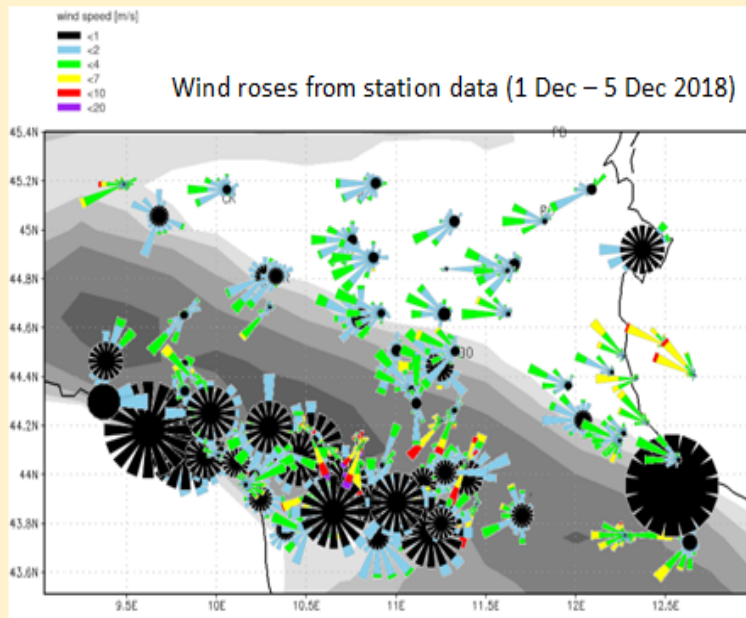 wind speed [m/s]
<1
<2
<4
<7
<10
<20
Wind roses from station data (1 Dec – 5 Dec 2018)
45.4N
45.2N
45N
44.8N
44.6N
44.4N
44.2N
44N
43.8N
43.6N
9.5E
10E
10.5E
11E
11.5E
12E
12.5E